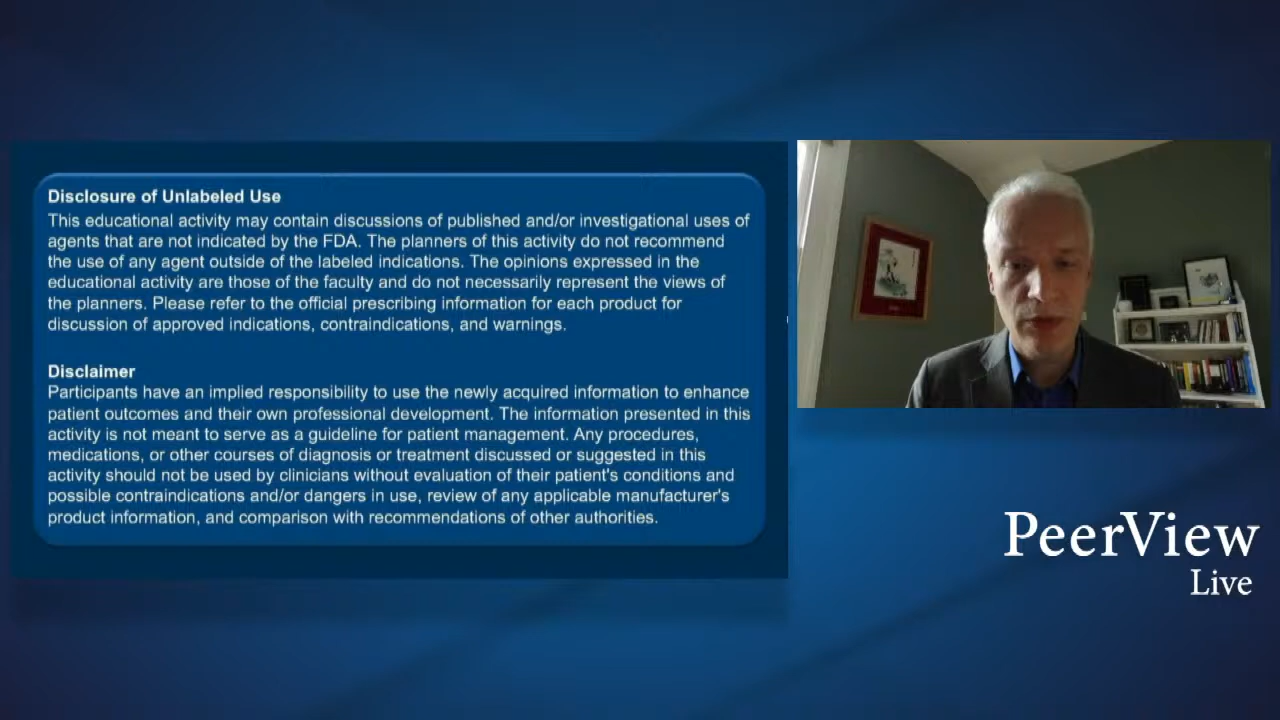 Disclosure of Unlabeled Use
This educational activity may contain discussions of published and/or investigational uses of
agents that are not indicated by the FDA. The planners of this activity do not recommend
the use of any agent outside of the labeled indications. The opinions expressed in the
educational activity are those of the faculty and do not necessarily represent the views of
the planners. Please refer to the official prescribing information for each product for
discussion of approved indications, contraindications, and warnings.
Disclaimer
Participants have an implied responsibility to use the newly acquired information to enhance
patient outcomes and their own professional development. The information presented in this
activity is not meant to serve as a guideline for patient management. Any procedures,
medications, or other courses of diagnosis or treatment discussed or suggested in this
activity should not be used by clinicians without evaluation of their patient's conditions and
possible contraindications and/or dangers in use, review of any applicable manufacturer's
product information, and comparison with recommendations of other authorities.
PeerView
Live